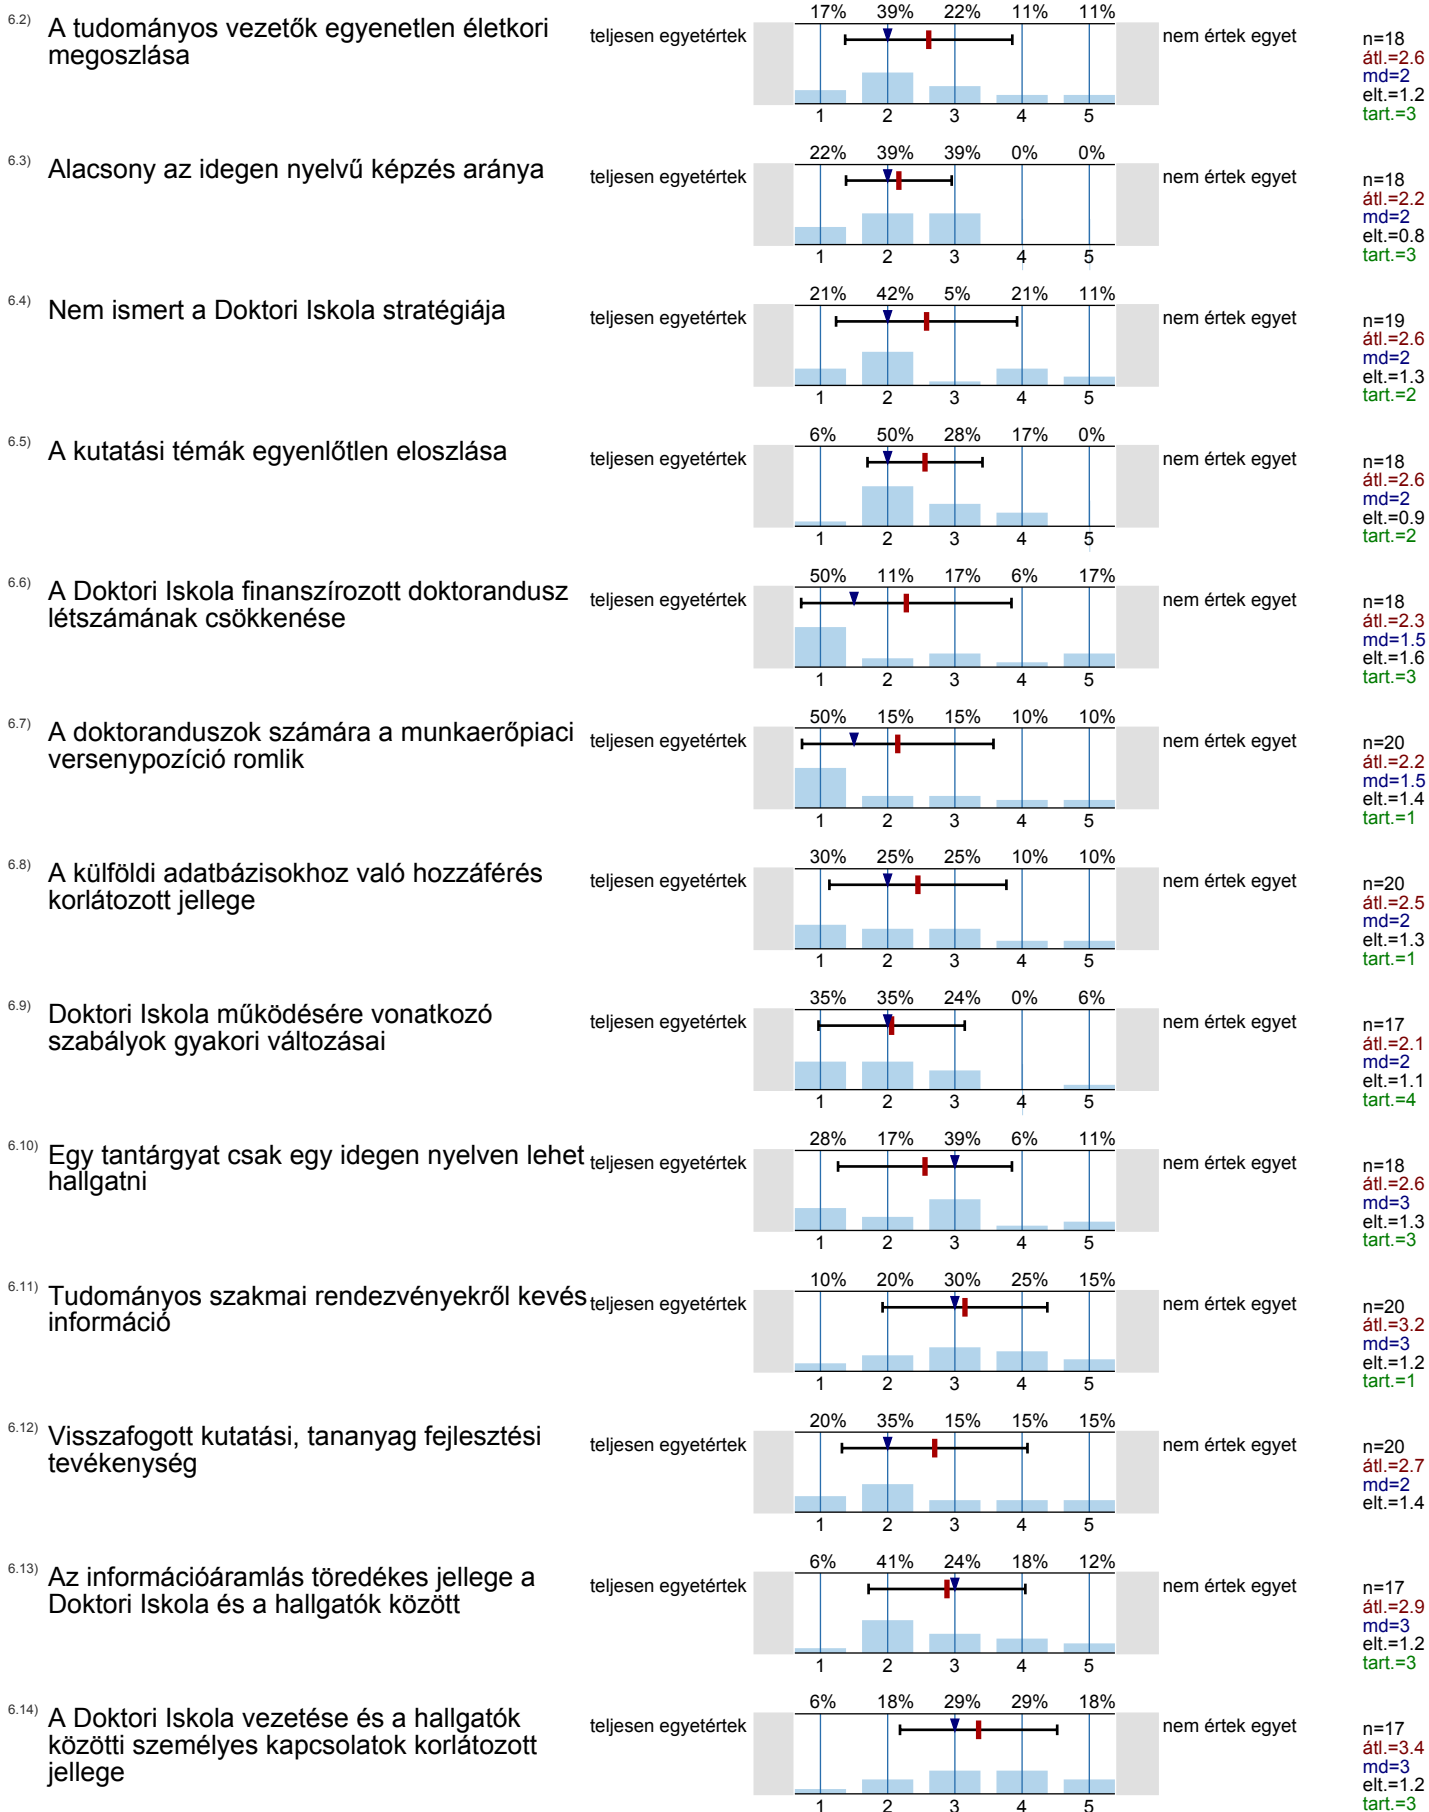 6.2) A tudományos vezetők egyenetlen életkori
megoszlása
teljesen egyetértek
17% 39% 22% 11% 11%
1 2 3 4 5
nem értek egyet
n=18
átl.=2.6
md=2
elt.=1.2
tart.=3
6.3) Alacsony az idegen nyelvű képzés aránya
teljesen egyetértek
22% 39% 39% 0% 0%
1 2 3 4 5
nem értek egyet
n=18
átl.=2.2
md=2
elt.=0.8
tart.=3
6.4) Nem ismert a Doktori Iskola stratégiája
teljesen egyetértek
21% 42% 5% 21% 11%
1 2 3 4 5
nem értek egyet
n=19
átl.=2.6
md=2
elt.=1.3
tart.=2
6.5) A kutatási témák egyenlőtlen eloszlása
teljesen egyetértek
6% 50% 28% 17% 0%
1 2 3 4 5
nem értek egyet
n=18
átl.=2.6
md=2
elt.=0.9
tart.=2
6.6) A Doktori Iskola finanszírozott doktorandusz
létszámának csökkenése
teljesen egyetértek
50% 11% 17% 6% 17%
1 2 3 4 5
nem értek egyet
n=18
átl.=2.3
md=1.5
elt.=1.6
tart.=3
6.7) A doktoranduszok számára a munkaerőpiaci
versenypozíció romlik
teljesen egyetértek
50% 15% 15% 10% 10%
1 2 3 4 5
nem értek egyet
n=20
átl.=2.2
md=1.5
elt.=1.4
tart.=1
6.8) A külföldi adatbázisokhoz való hozzáférés
korlátozott jellege
teljesen egyetértek
30% 25% 25% 10% 10%
1 2 3 4 5
nem értek egyet
n=20
átl.=2.5
md=2
elt.=1.3
tart.=1
6.9) Doktori Iskola működésére vonatkozó
szabályok gyakori változásai
teljesen egyetértek
35% 35% 24% 0% 6%
1 2 3 4 5
nem értek egyet
n=17
átl.=2.1
md=2
elt.=1.1
tart.=4
6.10) Egy tantárgyat csak egy idegen nyelven lehet
hallgatni
teljesen egyetértek
28% 17% 39% 6% 11%
1 2 3 4 5
nem értek egyet
n=18
átl.=2.6
md=3
elt.=1.3
tart.=3
6.11) Tudományos szakmai rendezvényekről kevés
információ
teljesen egyetértek
10% 20% 30% 25% 15%
1 2 3 4 5
nem értek egyet
n=20
átl.=3.2
md=3
elt.=1.2
tart.=1
6.12) Visszafogott kutatási, tananyag fejlesztési
tevékenység
teljesen egyetértek
20% 35% 15% 15% 15%
1 2 3 4 5
nem értek egyet
n=20
átl.=2.7
md=2
elt.=1.4
6.13) Az információáramlás töredékes jellege a
Doktori Iskola és a hallgatók között
teljesen egyetértek
6% 41% 24% 18% 12%
1 2 3 4 5
nem értek egyet
n=17
átl.=2.9
md=3
elt.=1.2
tart.=3
6.14) A Doktori Iskola vezetése és a hallgatók
közötti személyes kapcsolatok korlátozott
jellege
teljesen egyetértek
6% 18% 29% 29% 18%
1 2 3 4 5
nem értek egyet
n=17
átl.=3.4
md=3
elt.=1.2
tart.=3